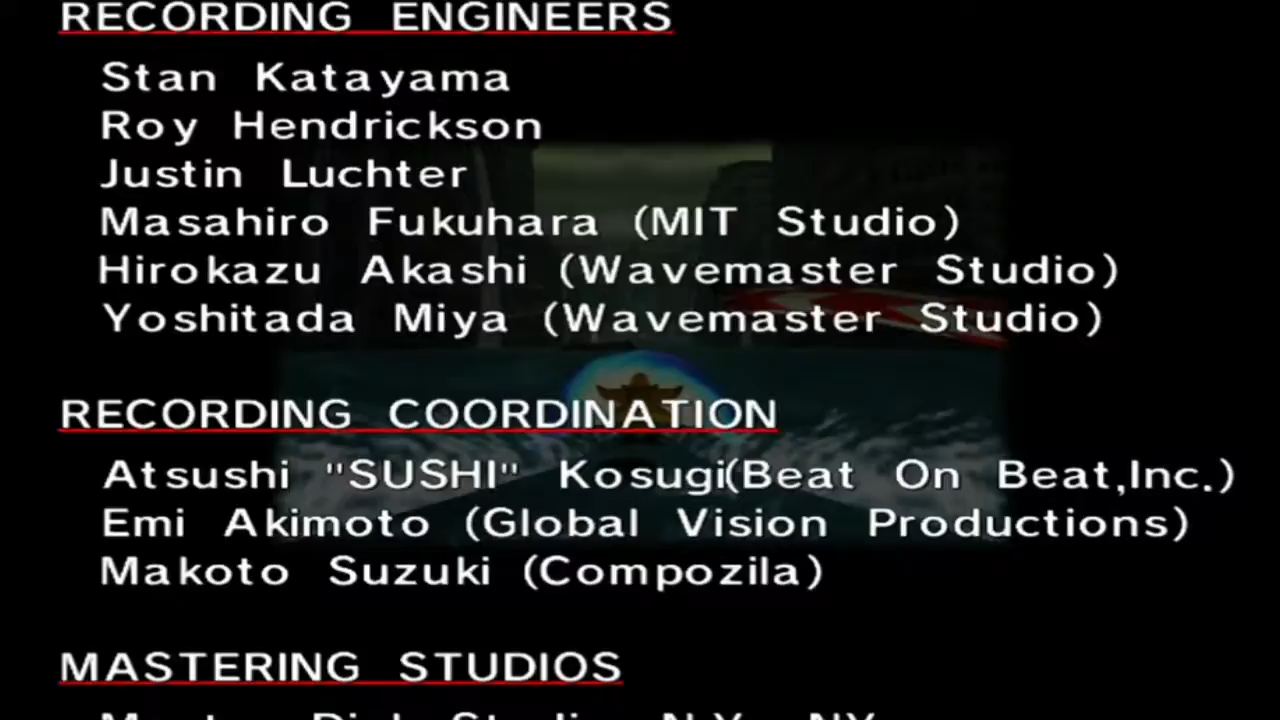 RECORDING ENGINEERS
Stan Katayama
Roy Hendrickson
Justin Luchter
Masahiro Fukuhara (MIT Studio)
Hirokazu Akashi (Wavemaster Studio)
Yoshitada Miya (Wavemaster Studio)
RECORDING COORDINATION
Atsushi "SUSHI" Kosugi(Beat On Beat,Inc.)
Emi Akimoto (Global Vision Productions)
Makoto Suzuki (Compozila)
MASTERING STUDIOS